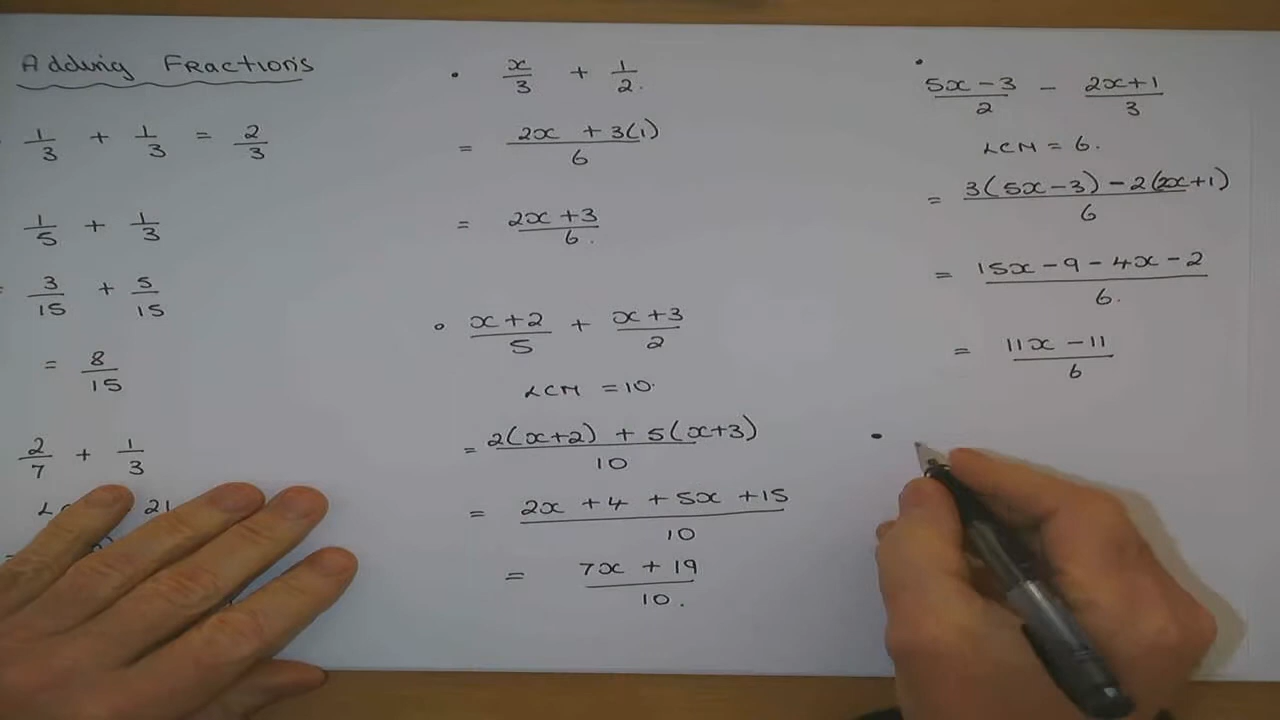 Adding Fractions
1/3 + 1/3 = 2/3
1/5 + 1/3
= 3/15 + 5/15
= 8/15
2/7 + 1/3
21
• x/3 + 1/2.
= 2x + 3(1)/6
= 2x + 3/6.
• x+2/5 + x+3/2
LCM = 10.
= 2(x+2) + 5(x+3)/10
= 2x + 4 + 5x + 15/10
= 7x + 19/10.
• 5x - 3/2 - 2x+1/3
LCM = 6.
= 3(5x-3) - 2(2x+1)/6
= 15x - 9 - 4x - 2/6.
= 11x - 11/6
•